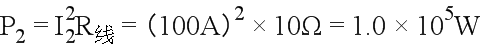 P₂ = I₂²R线 = (100A)² × 10Ω = 1.0 × 10⁵W